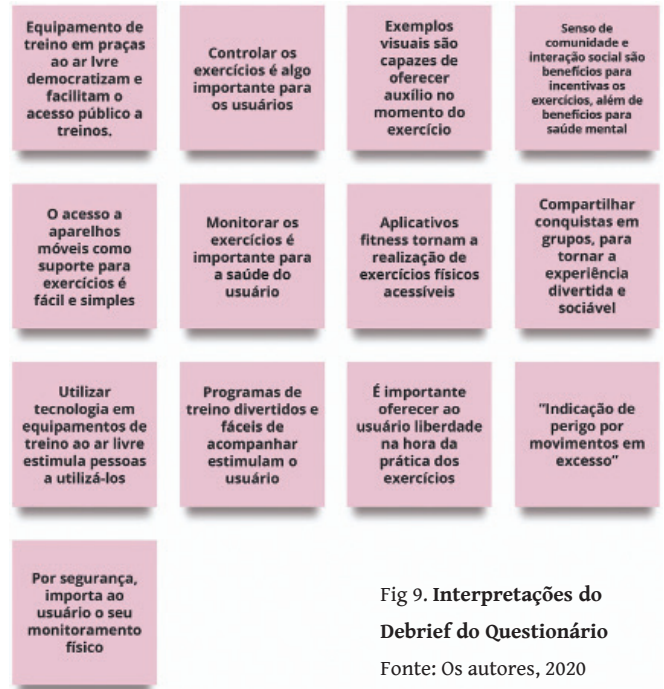 Equipamento de
treino em praças
ao ar lvre
democratizam e
facilitam o
acesso público a
treinos.
Controlar os
exercícios é algo
importante para
os usuários
Exemplos
visuais são
capazes de
oferecer
auxílio no
momento do
exercício
Senso de
comunidade e
interação social são
benefícios para
incentivas os
exercícios, além de
benefícios para
saúde mental
O acesso a
aparelhos
móveis como
suporte para
exercícios é
fácil e simples
Monitorar os
exercícios é
importante para
a saúde do
usuário
Aplicativos
fitness tornam a
realização de
exercícios físicos
acessíveis
Compartilhar
conquistas em
grupos, para
tornar a
experiência
divertida e
sociável
Utilizar
tecnologia em
equipamentos de
treino ao ar livre
estimula pessoas
a utilizá-los
Programas de
treino divertidos e
fáceis de
acompanhar
estimulam o
usuário
É importante
oferecer ao
usuário liberdade
na hora da
prática dos
exercícios
"Indicação de
perigo por
movimentos em
excesso"
Por segurança,
importa ao
usuário o seu
monitoramento
físico
Fig 9. Interpretações do
Debrief do Questionário
Fonte: Os autores, 2020